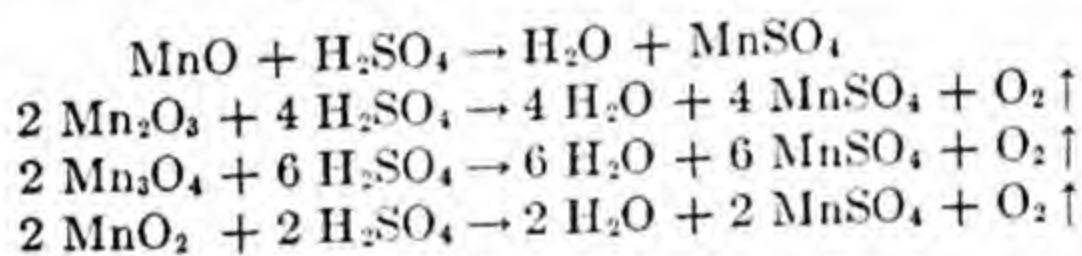 MnO + H₂SO₄ → H₂O + MnSO₄
2 Mn₂O₃ + 4 H₂SO₄ → 4 H₂O + 4 MnSO₄ + O₂ ↑
2 Mn₃O₄ + 6 H₂SO₄ → 6 H₂O + 6 MnSO₄ + O₂ ↑
2 MnO₂ + 2 H₂SO₄ → 2 H₂O + 2 MnSO₄ + O₂ ↑